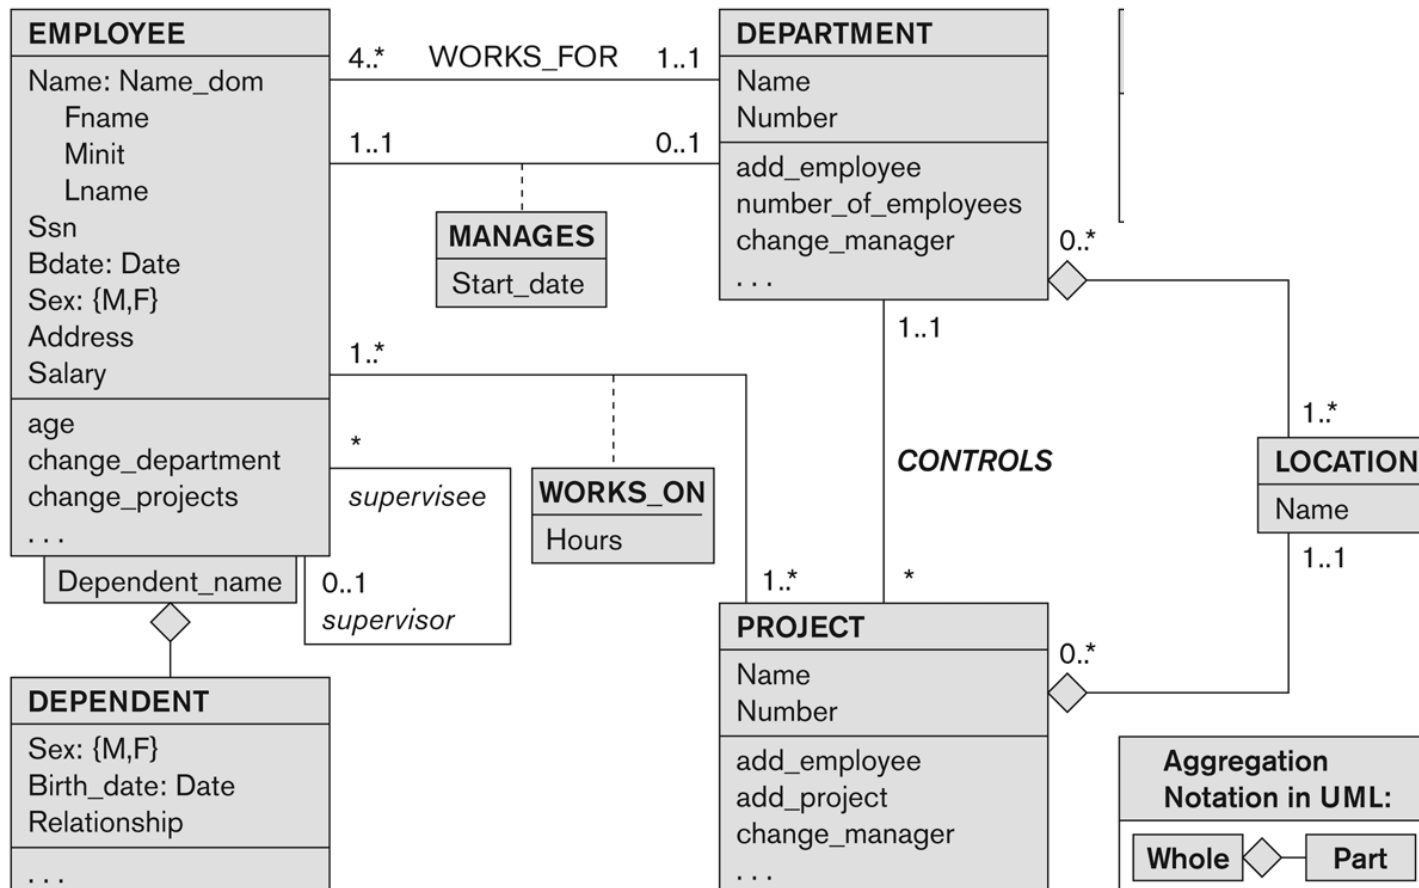 EMPLOYEE
Name: Name_dom
Fname
Minit
Lname
Ssn
Bdate: Date
Sex: {M,F}
Address
Salary
age
change_department
change_projects
. . .
Dependent_name
4..*
WORKS_FOR
1..1
1..1
0..1
MANAGES
Start_date
1..*
*
supervisee
0..1
supervisor
WORKS_ON
Hours
1..*
DEPARTMENT
Name
Number
add_employee
number_of_employees
change_manager
. . .
0..*
1..1
CONTROLS
*
1..*
LOCATION
Name
1..1
0..*
PROJECT
Name
Number
add_employee
add_project
change_manager
. . .
DEPENDENT
Sex: {M,F}
Birth_date: Date
Relationship
. . .
Aggregation
Notation in UML:
Whole
Part